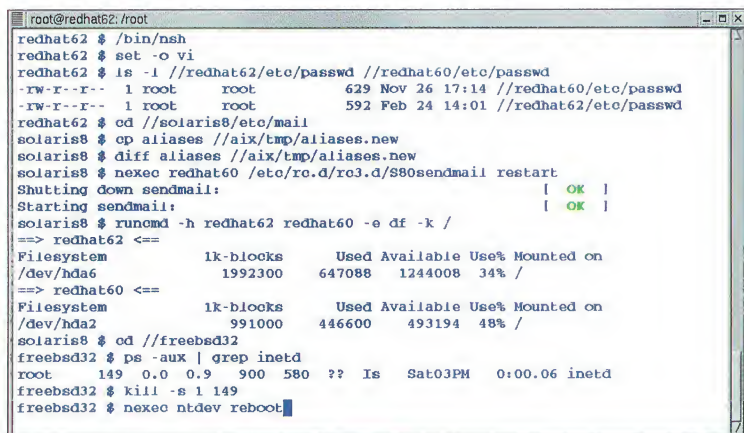 root@redhat62: /root
redhat62 $ /bin/nsh
redhat62 $ set -o vi
redhat62 $ ls -l //redhat62/etc/passwd //redhat60/etc/passwd
-rw-r--r-- 1 root root 629 Nov 26 17:14 //redhat60/etc/passwd
-rw-r--r-- 1 root root 592 Feb 24 14:01 //redhat62/etc/passwd
redhat62 $ cd //solaris8/etc/mail
solaris8 $ cp aliases //aix/tmp/aliases.new
solaris8 $ diff aliases //aix/tmp/aliases.new
solaris8 $ nexec redhat60 /etc/rc.d/rc3.d/S80sendmail restart
Shutting down sendmail: [ OK ]
Starting sendmail: [ OK ]
solaris8 $ runcmd -h redhat62 redhat60 -e df -k /
==> redhat62 <==
Filesystem 1k-blocks Used Available Use% Mounted on
/dev/hda6 1992300 647088 1244008 34% /
==> redhat60 <==
Filesystem 1k-blocks Used Available Use% Mounted on
/dev/hda2 991000 446600 493194 48% /
solaris8 $ cd //freebsd32
freebsd32 $ ps -aux | grep inetd
root 149 0.0 0.9 900 580 ?? Is Sat03PM 0:00.06 inetd
freebsd32 $ kill -s 1 149
freebsd32 $ nexec ntdev reboot